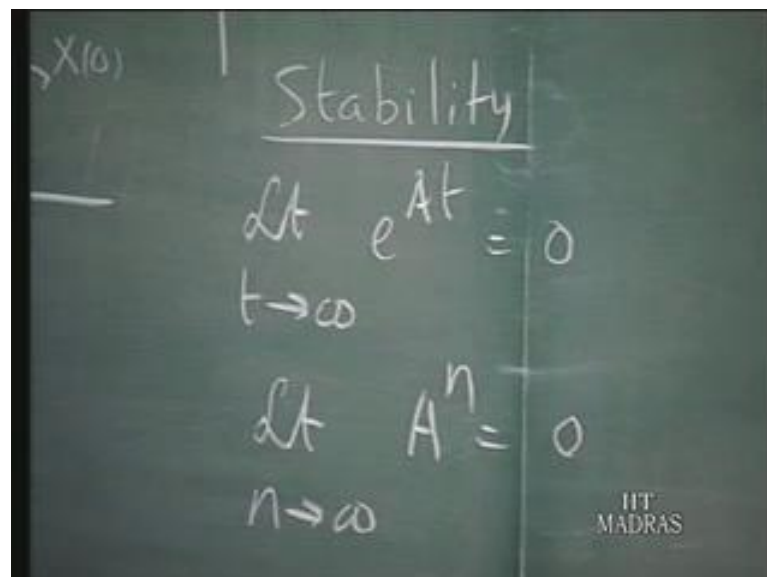 X(0)
Stability
Lt e^{At} = 0
t→∞
Lt A^n = 0
n→∞
IIT
MADRAS